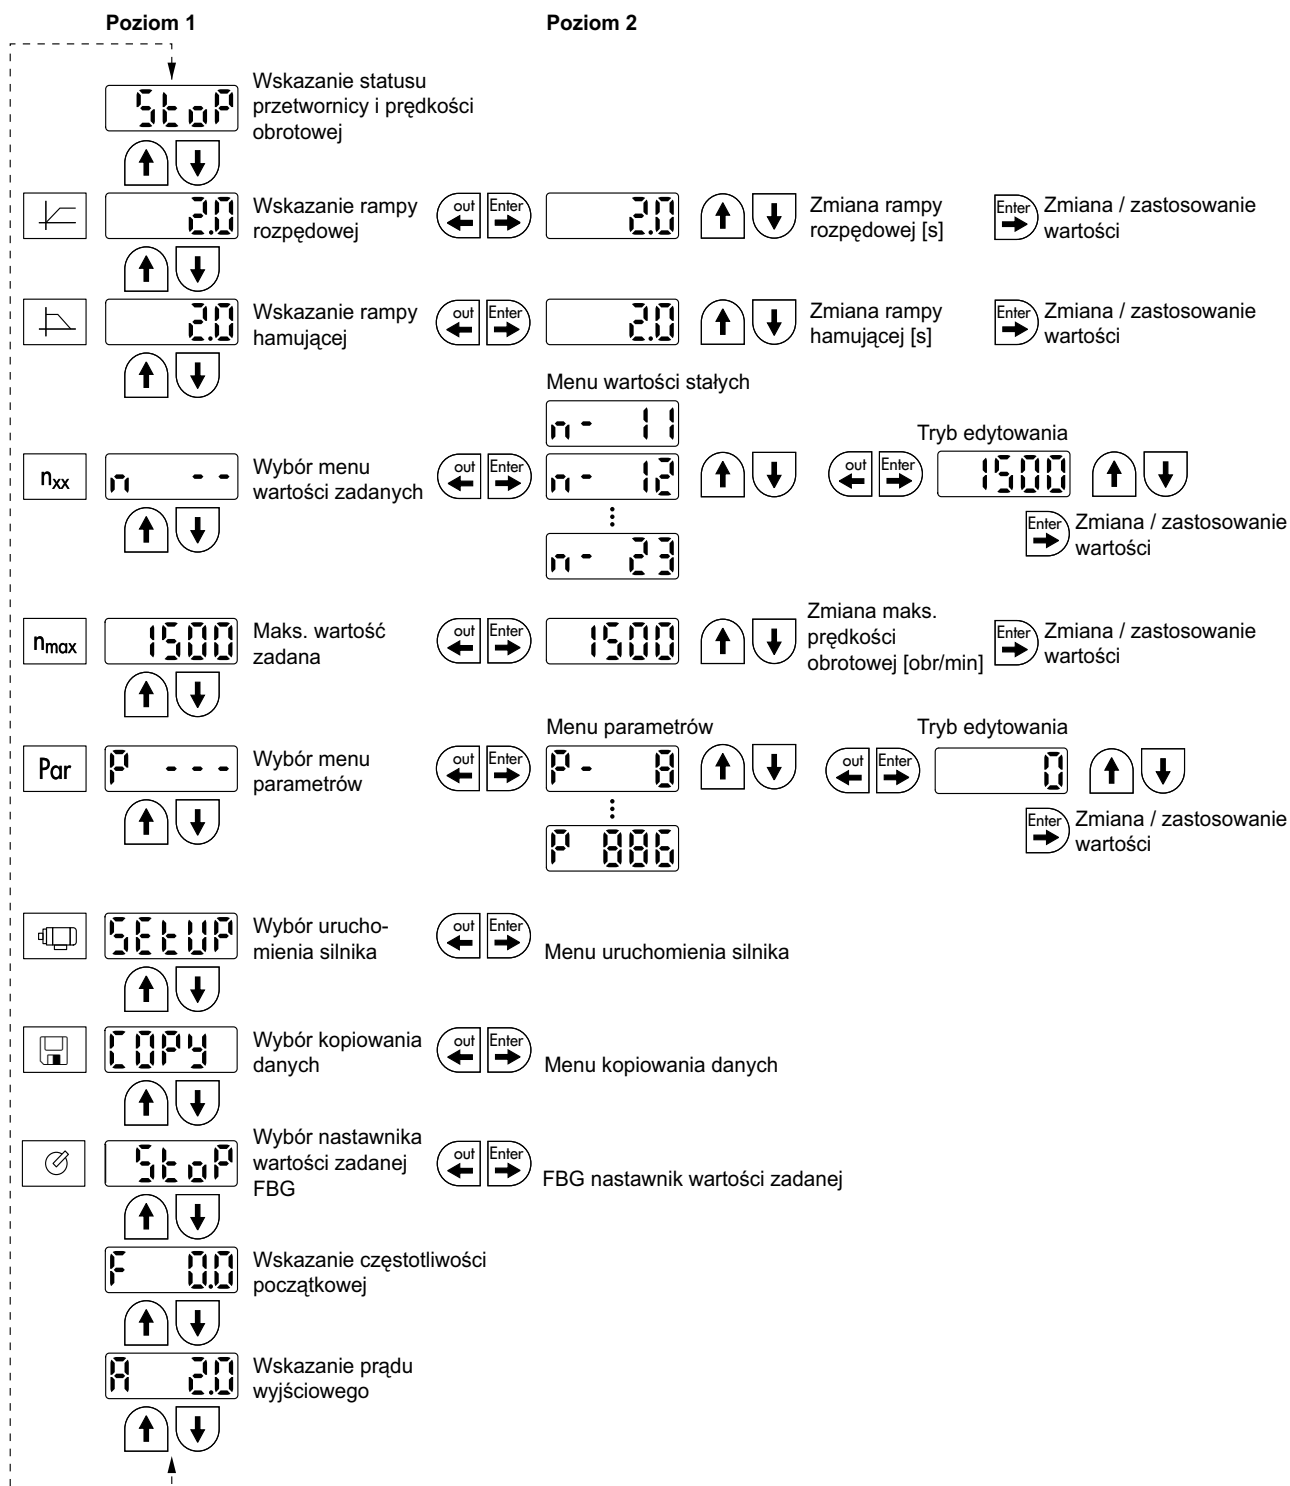 Poziom 1
Poziom 2
StoP
Wskazanie statusu
przetwornicy i prędkości
obrotowej
2.0
Wskazanie rampy
rozpędowej
out
Enter
2.0
Zmiana rampy
rozpędowej [s]
Enter
Zmiana / zastosowanie
wartości
2.0
Wskazanie rampy
hamującej
out
Enter
2.0
Zmiana rampy
hamującej [s]
Enter
Zmiana / zastosowanie
wartości
Menu wartości stałych
n- 11
Tryb edytowania
nxx
n --
Wybór menu
wartości zadanych
out
Enter
n- 12
out
Enter
1500
n- 23
Enter
Zmiana / zastosowanie
wartości
nmax
1500
Maks. wartość
zadana
out
Enter
1500
Zmiana maks.
prędkości
obrotowej [obr/min]
Enter
Zmiana / zastosowanie
wartości
Menu parametrów
Tryb edytowania
Par
P ---
Wybór menu
parametrów
out
Enter
P- 8
out
Enter
0
P 886
Enter
Zmiana / zastosowanie
wartości
SEtUP
Wybór urucho-
mienia silnika
out
Enter
Menu uruchomienia silnika
COPY
Wybór kopiowania
danych
out
Enter
Menu kopiowania danych
StoP
Wybór nastawnika
wartości zadanej
FBG
out
Enter
FBG nastawnik wartości zadanej
F 0.0
Wskazanie częstotliwości
początkowej
A 2.0
Wskazanie prądu
wyjściowego